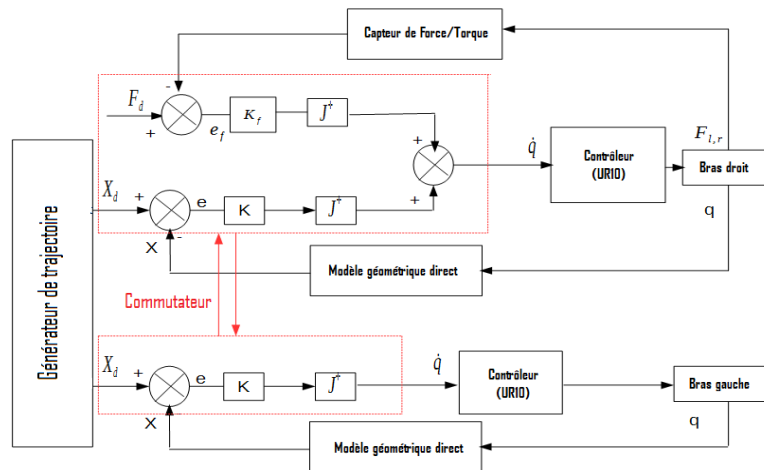 Capteur de Force/Torque
-
F_d
+
e_f
K_f
J†
+
+
q̇
Contrôleur
(UR10)
F_{l,r}
Bras droit
q
Générateur de trajectoire
X_d
+
e
K
J†
X
-
Modèle géométrique direct
Commutateur
X_d
+
e
K
J†
q̇
Contrôleur
(UR10)
Bras gauche
q
X
Modèle géométrique direct